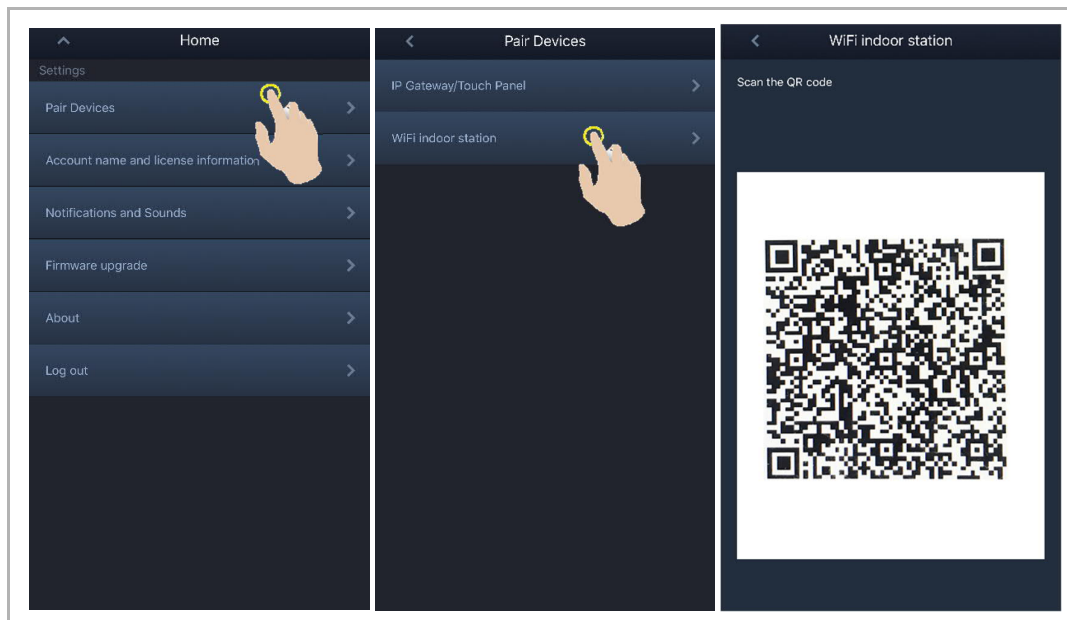 Home
Settings
Pair Devices
Account name and license information
Notifications and Sounds
Firmware upgrade
About
Log out
Pair Devices
IP Gateway/Touch Panel
WiFi indoor station
WiFi indoor station
Scan the QR code